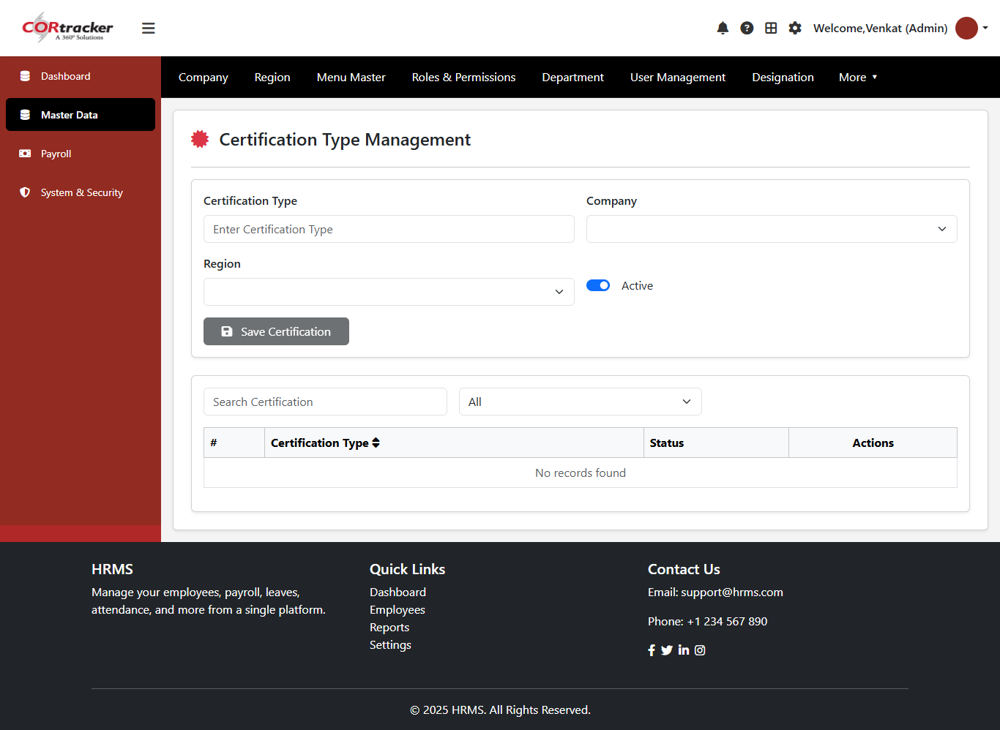 CORtracker
A 360° Solutions
Welcome,Venkat (Admin)
Dashboard
Master Data
Payroll
System & Security
Company Region Menu Master Roles & Permissions Department User Management Designation More
Certification Type Management
Certification Type Company
Enter Certification Type
Region
Active
Save Certification
Search Certification All
# Certification Type Status Actions
No records found
HRMS
Manage your employees, payroll, leaves,
attendance, and more from a single platform.
Quick Links
Dashboard
Employees
Reports
Settings
Contact Us
Email: support@hrms.com
Phone: +1 234 567 890
© 2025 HRMS. All Rights Reserved.